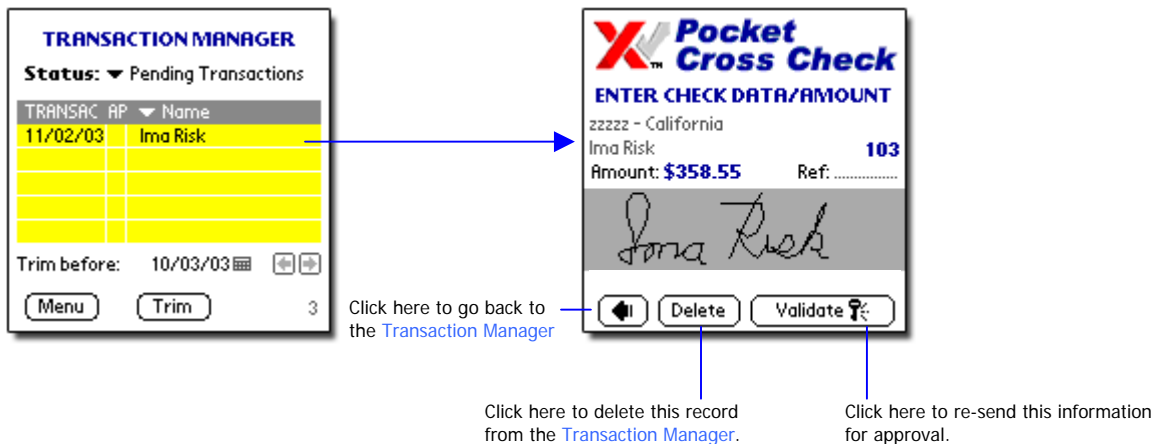 TRANSACTION MANAGER
Status: Pending Transactions
TRANSAC AP Name
11/02/03 Ima Risk
Trim before: 10/03/03
Menu Trim 3
X™ Pocket
Cross Check
ENTER CHECK DATA/AMOUNT
zzzzz - California
Ima Risk 103
Amount: $358.55 Ref: ...............
Ima Risk
Delete Validate
Click here to go back to
the Transaction Manager
Click here to delete this record
from the Transaction Manager.
Click here to re-send this information
for approval.